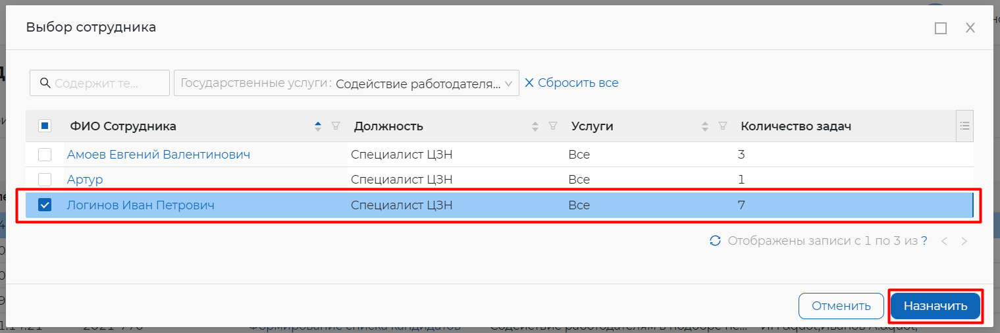 Выбор сотрудника
Содержит те...
Государственные услуги: Содействие работодателя...
Сбросить все
ФИО Сотрудника Должность Услуги Количество задач
Амоев Евгений Валентинович Специалист ЦЗН Все 3
Артур Специалист ЦЗН Все 1
Логинов Иван Петрович Специалист ЦЗН Все 7
Отображены записи с 1 по 3 из ?
Отменить Назначить